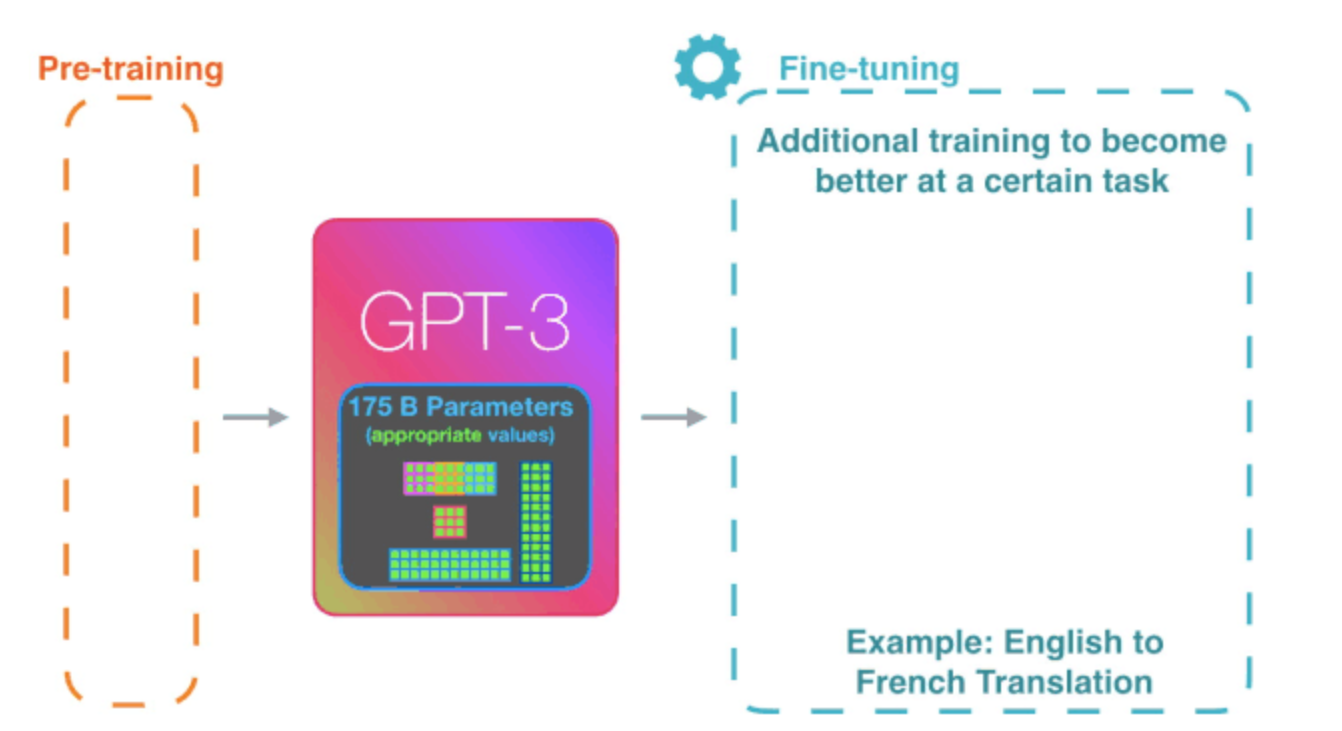 Pre-training
Fine-tuning
Additional training to become
better at a certain task
GPT-3
175 B Parameters
(appropriate values)
Example: English to
French Translation